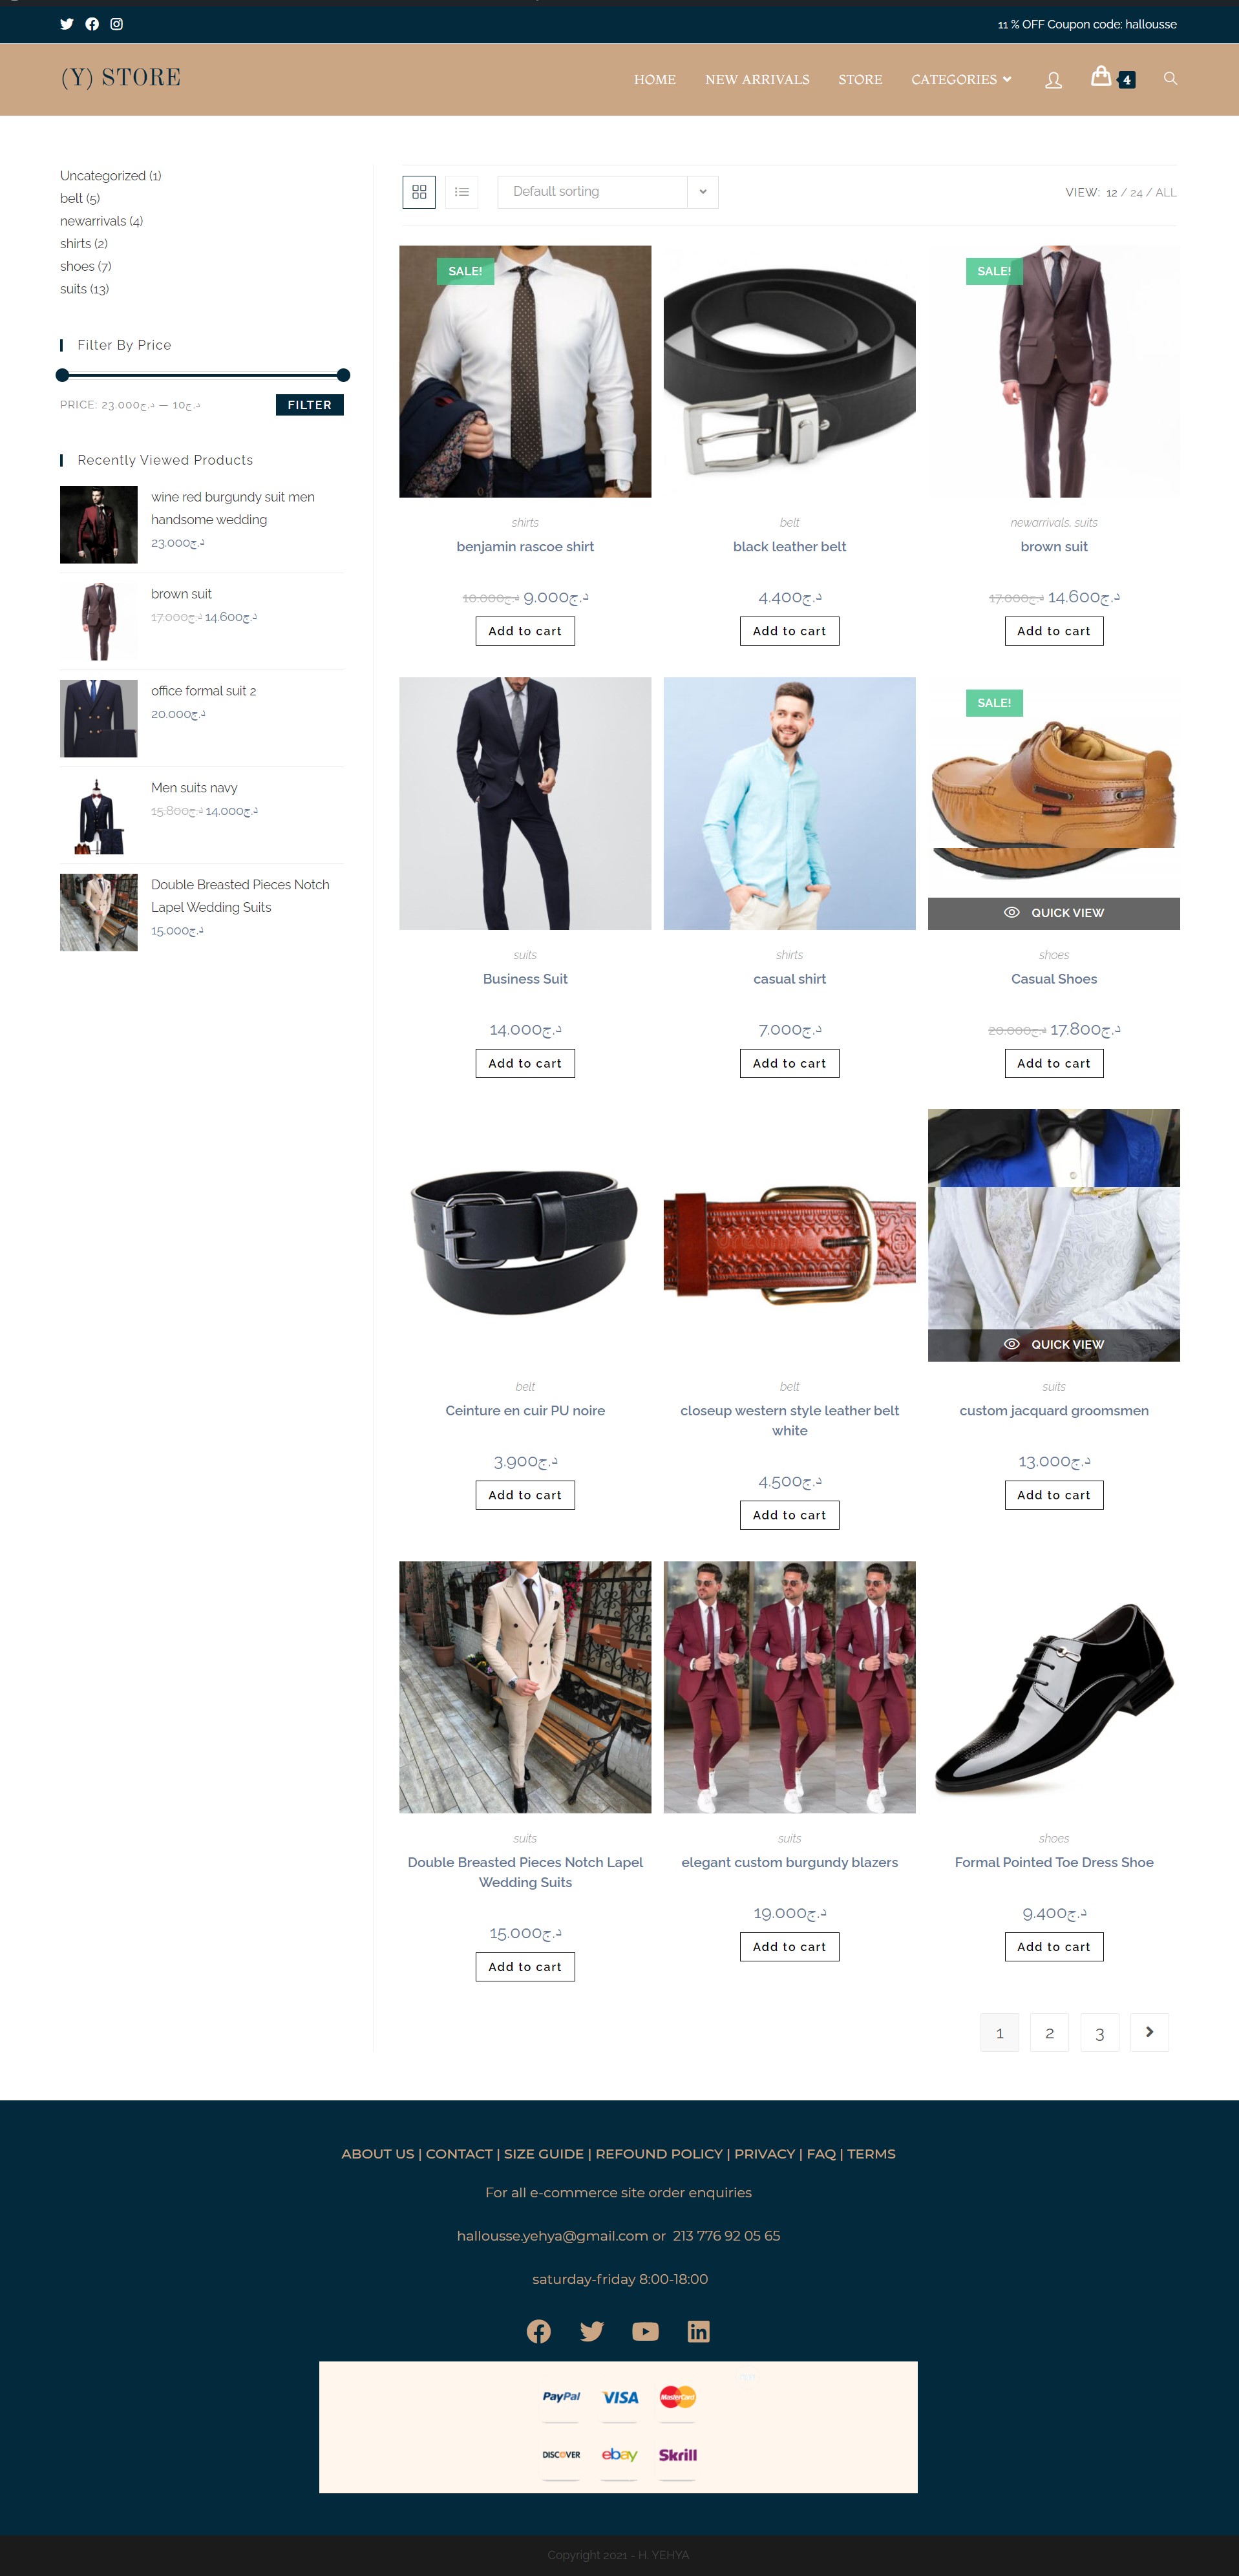 11 % OFF Coupon code: hallousse
(Y) STORE
HOME NEW ARRIVALS STORE CATEGORIES 4
Uncategorized (1)
belt (5)
newarrivals (4)
shirts (2)
shoes (7)
suits (13)
Default sorting
VIEW: 12 / 24 / ALL
Filter By Price
PRICE: 23.000د.ج — 10د.ج
FILTER
Recently Viewed Products
wine red burgundy suit men
handsome wedding
23.000د.ج
brown suit
17.000د.ج 14.600د.ج
office formal suit 2
20.000د.ج
Men suits navy
15.800د.ج 14.000د.ج
Double Breasted Pieces Notch
Lapel Wedding Suits
15.000د.ج
SALE!
shirts
benjamin rascoe shirt
10.000د.ج 9.000د.ج
Add to cart
belt
black leather belt
4.400د.ج
Add to cart
SALE!
newarrivals, suits
brown suit
17.000د.ج 14.600د.ج
Add to cart
suits
Business Suit
14.000د.ج
Add to cart
shirts
casual shirt
7.000د.ج
Add to cart
SALE!
QUICK VIEW
shoes
Casual Shoes
20.000د.ج 17.800د.ج
Add to cart
belt
Ceinture en cuir PU noire
3.900د.ج
Add to cart
belt
closeup western style leather belt
white
4.500د.ج
Add to cart
QUICK VIEW
suits
custom jacquard groomsmen
13.000د.ج
Add to cart
suits
Double Breasted Pieces Notch Lapel
Wedding Suits
15.000د.ج
Add to cart
suits
elegant custom burgundy blazers
19.000د.ج
Add to cart
shoes
Formal Pointed Toe Dress Shoe
9.400د.ج
Add to cart
1 2 3
ABOUT US | CONTACT | SIZE GUIDE | REFOUND POLICY | PRIVACY | FAQ | TERMS
For all e-commerce site order enquiries
hallousse.yehya@gmail.com or 213 776 92 05 65
saturday-friday 8:00-18:00
PayPal VISA MasterCard
DISCOVER ebay Skrill
Copyright 2021 - H. YEHYA